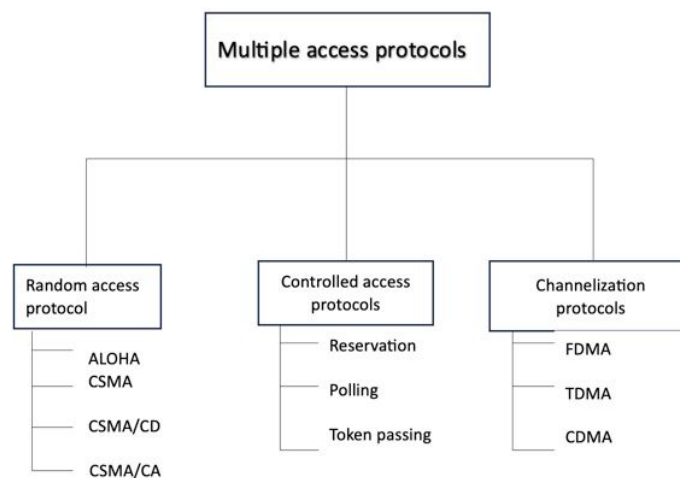 Multiple access protocols
Random access
protocol
ALOHA
CSMA
CSMA/CD
CSMA/CA
Controlled access
protocols
Reservation
Polling
Token passing
Channelization
protocols
FDMA
TDMA
CDMA